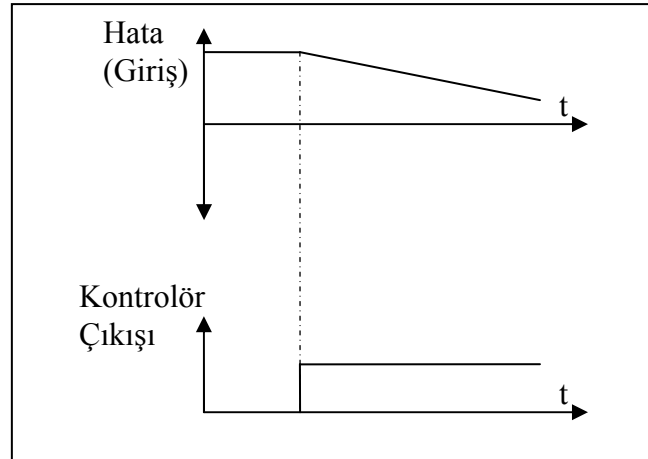 Hata
(Giriş)
t
Kontrolör
Çıkışı
t